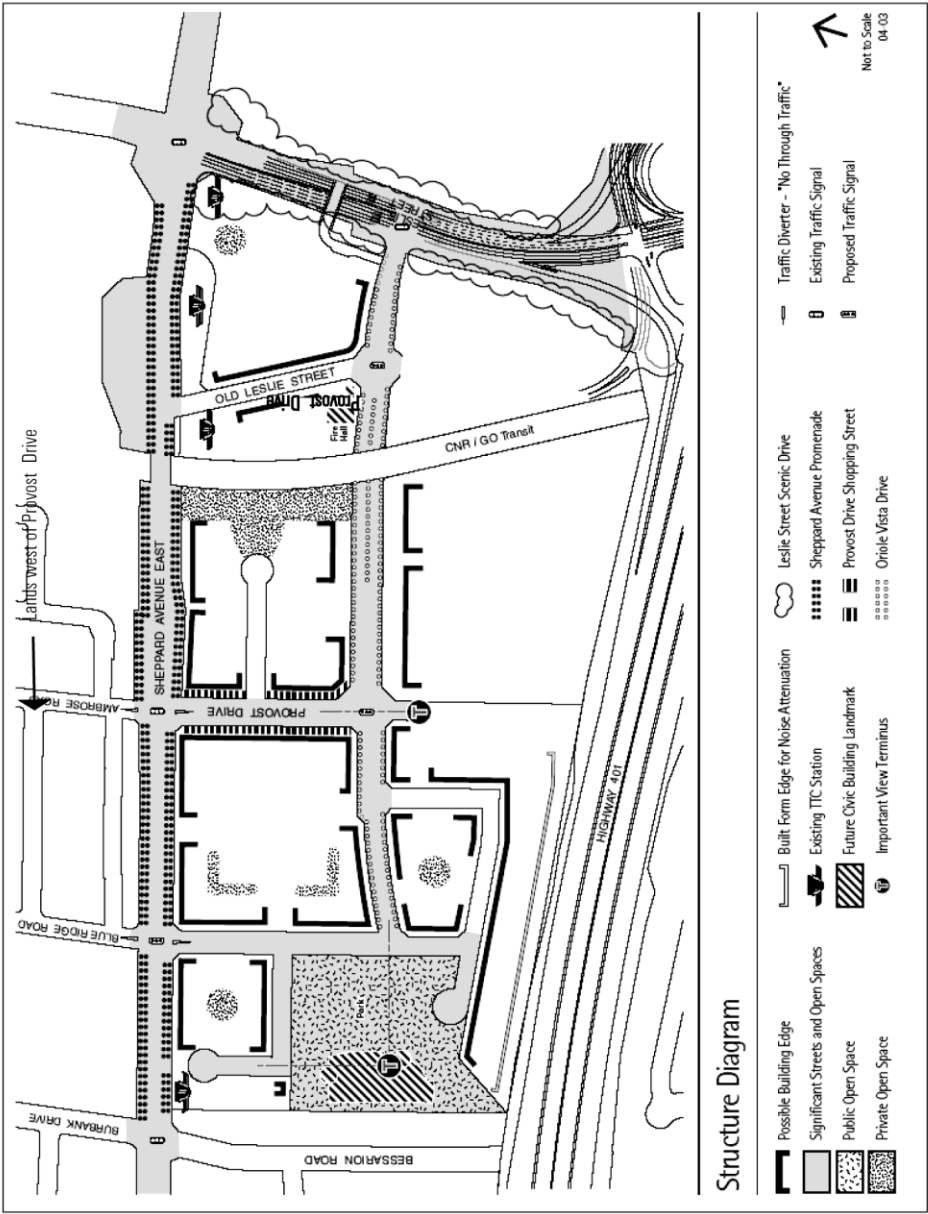 Lands west of Provost Drive
AMBROSE ROAD
BLUE RIDGE ROAD
BURBANK DRIVE
SHEPPARD AVENUE EAST
PROVOST DRIVE
OLD LESLIE STREET
Provost Drive
Fire
Hall
CNR / GO Transit
STREET
Park
T
T
HIGHWAY 401
BESSARION ROAD
Structure Diagram
Possible Building Edge
Significant Streets and Open Spaces
Public Open Space
Private Open Space
Built Form Edge for Noise Attenuation
Existing TTC Station
Future Civic Building Landmark
T
Important View Terminus
Leslie Street Scenic Drive
Sheppard Avenue Promenade
Provost Drive Shopping Street
Oriole Vista Drive
Traffic Diverter - "No Through Traffic"
Existing Traffic Signal
Proposed Traffic Signal
Not to Scale
04-03